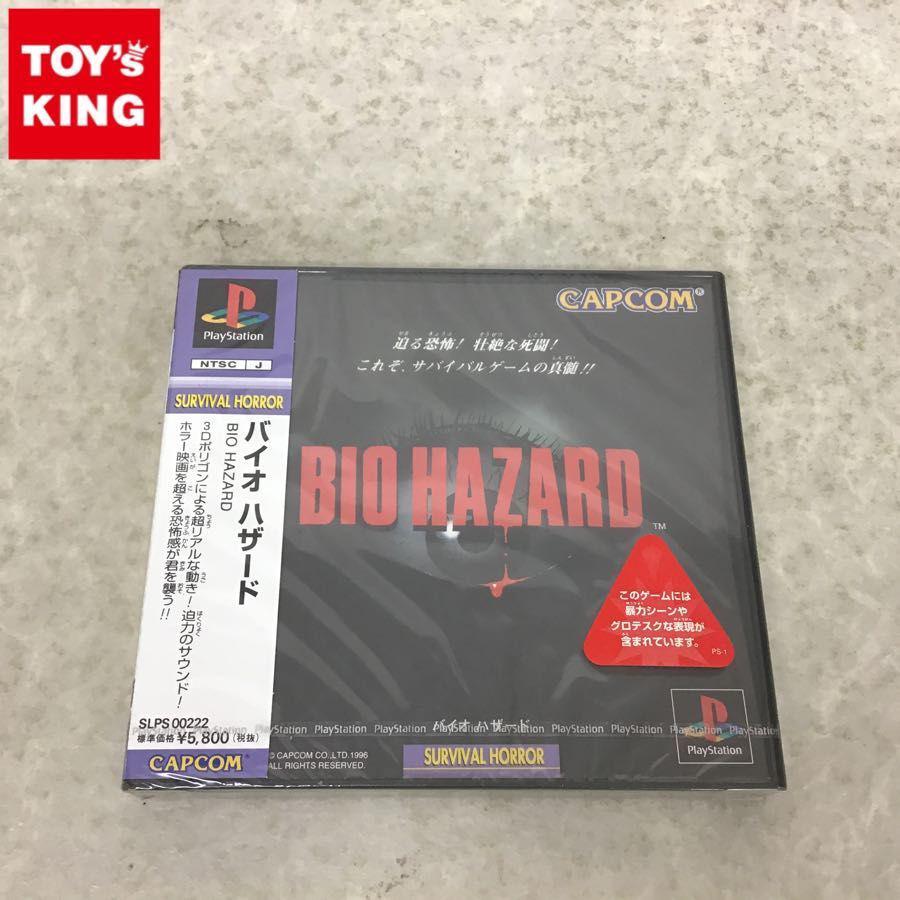 TOY's
KING
PlayStation
NTSC J
SURVIVAL HORROR
バイオ ハザード
BIO HAZARD
3Dポリゴンによる超リアルな動き!迫力のサウンド!
ホラー映画を超える恐怖感が君を襲う!!
SLPS 00222
標準価格 ¥5,800(税抜)
CAPCOM
CAPCOM®
迫る恐怖! 壮絶な死闘!
これぞ、サバイバルゲームの真髄!!
BIO HAZARD
TM
このゲームには
暴力シーンや
グロテスクな表現が
含まれています。
PS-1
バイオ ハザード
PlayStation PlayStation PlayStation PlayStation PlayStation PlayStation PlayStation PlayStation
© CAPCOM CO.,LTD.1996
ALL RIGHTS RESERVED.
SURVIVAL HORROR
PlayStation